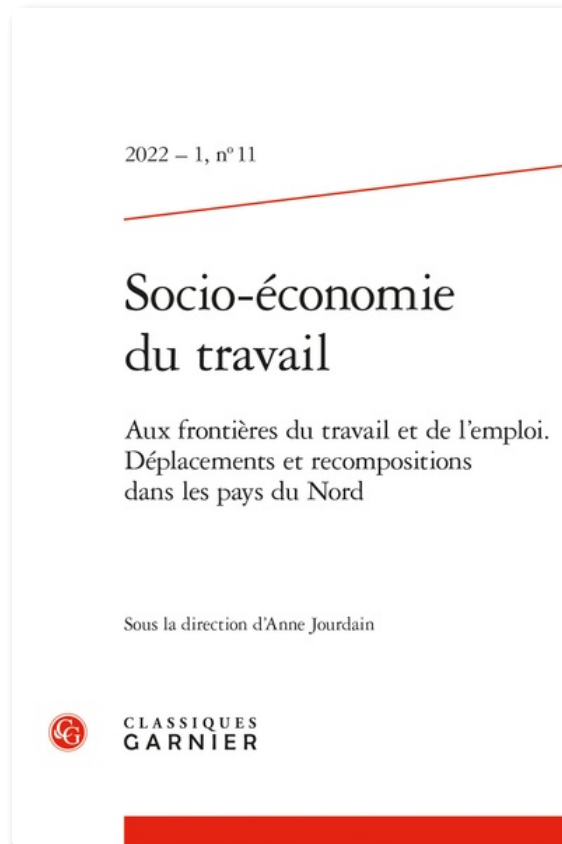 2022 – 1, nº 11
Socio-économie
du travail
Aux frontières du travail et de l’emploi.
Déplacements et recompositions
dans les pays du Nord
Sous la direction d’Anne Jourdain
CG
CLASSIQUES
GARNIER